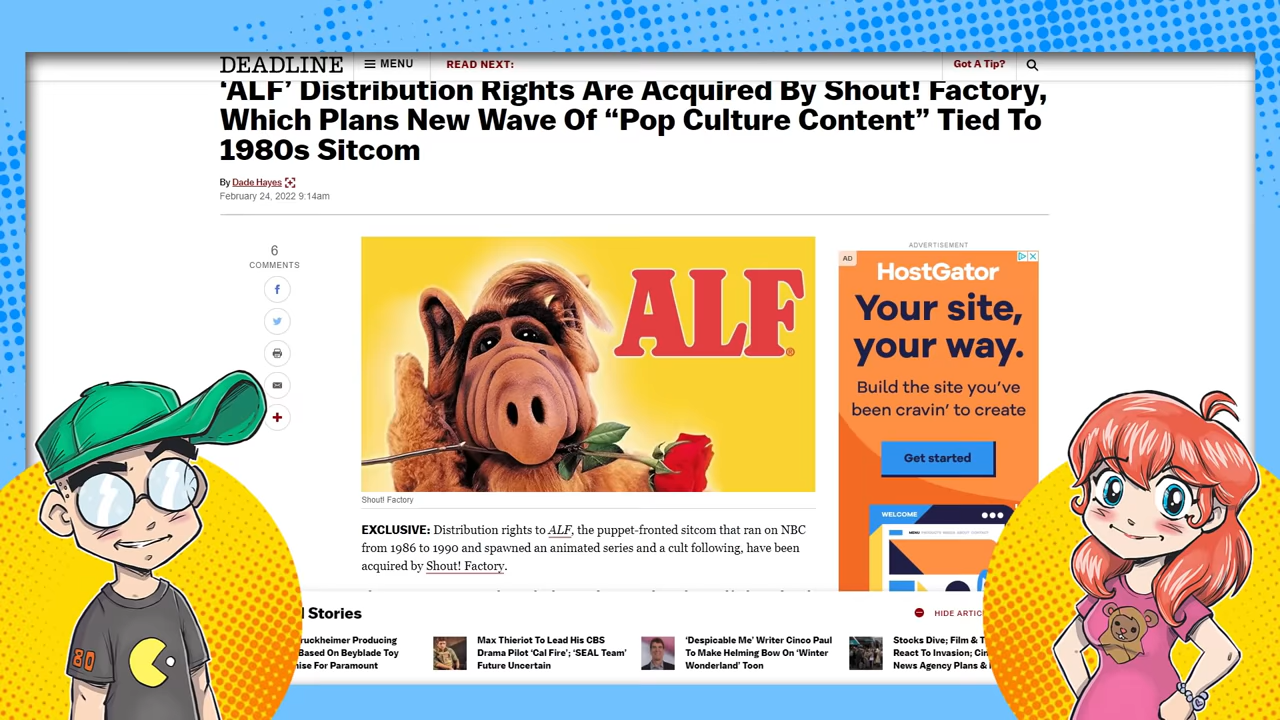 DEADLINE
MENU
READ NEXT:
Got A Tip?
‘ALF’ Distribution Rights Are Acquired By Shout! Factory,
Which Plans New Wave Of “Pop Culture Content” Tied To
1980s Sitcom
By Dade Hayes
February 24, 2022 9:14am
6
COMMENTS
ALF®
Shout! Factory
EXCLUSIVE: Distribution rights to ALF, the puppet-fronted sitcom that ran on NBC
from 1986 to 1990 and spawned an animated series and a cult following, have been
acquired by Shout! Factory.
ADVERTISEMENT
AD
HostGator
Your site,
your way.
Build the site you’ve
been cravin’ to create
Get started
WELCOME
Stories
HIDE ARTIC
ruckheimer Producing
Based On Beyblade Toy
ise For Paramount
Max Thieriot To Lead His CBS
Drama Pilot ‘Cal Fire’; ‘SEAL Team’
Future Uncertain
‘Despicable Me’ Writer Cinco Paul
To Make Helming Bow On ‘Winter
Wonderland’ Toon
Stocks Dive; Film & T
React To Invasion; Cin
News Agency Plans &
80